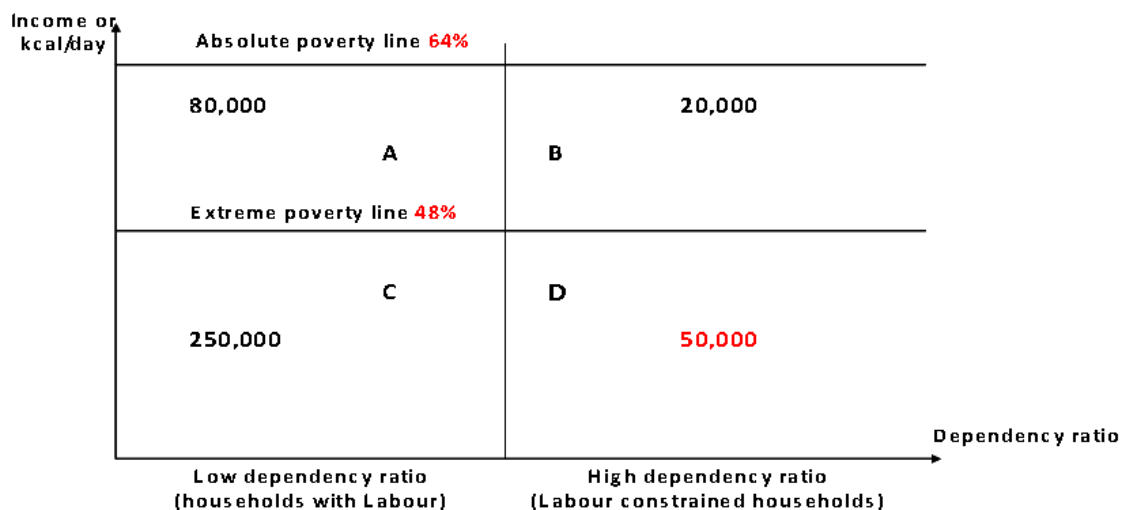 Income or
kcal/day
Absolute poverty line 64%
80,000
20,000
A
B
Extreme poverty line 48%
C
D
250,000
50,000
Dependency ratio
Low dependency ratio
(households with Labour)
High dependency ratio
(Labour constrained households)